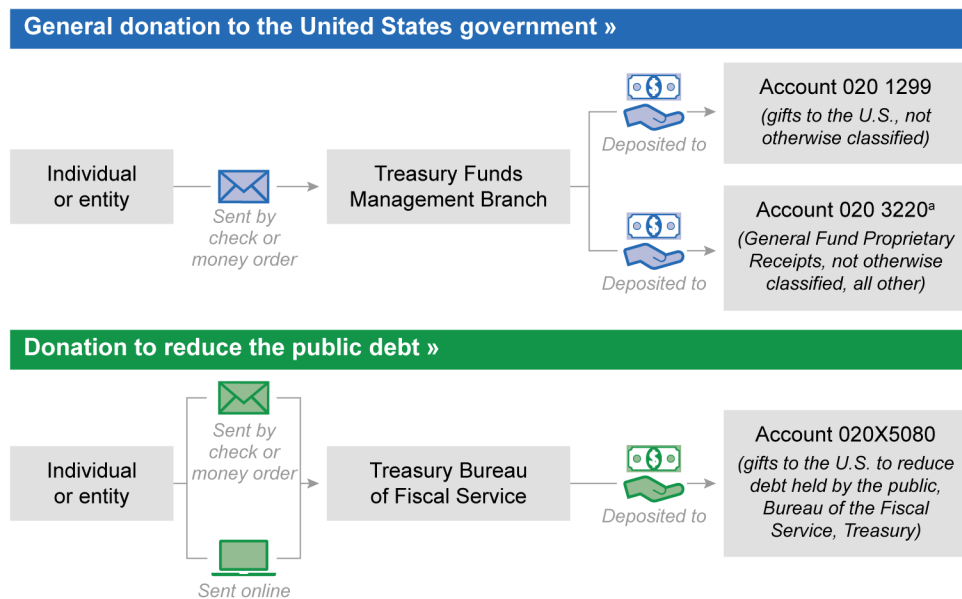 General donation to the United States government »
Individual
or entity
Sent by
check or
money order
Treasury Funds
Management Branch
Deposited to
Account 020 1299
(gifts to the U.S., not
otherwise classified)
Deposited to
Account 020 3220ᵃ
(General Fund Proprietary
Receipts, not otherwise
classified, all other)
Donation to reduce the public debt »
Individual
or entity
Sent by
check or
money order
Sent online
Treasury Bureau
of Fiscal Service
Deposited to
Account 020X5080
(gifts to the U.S. to reduce
debt held by the public,
Bureau of the Fiscal
Service, Treasury)